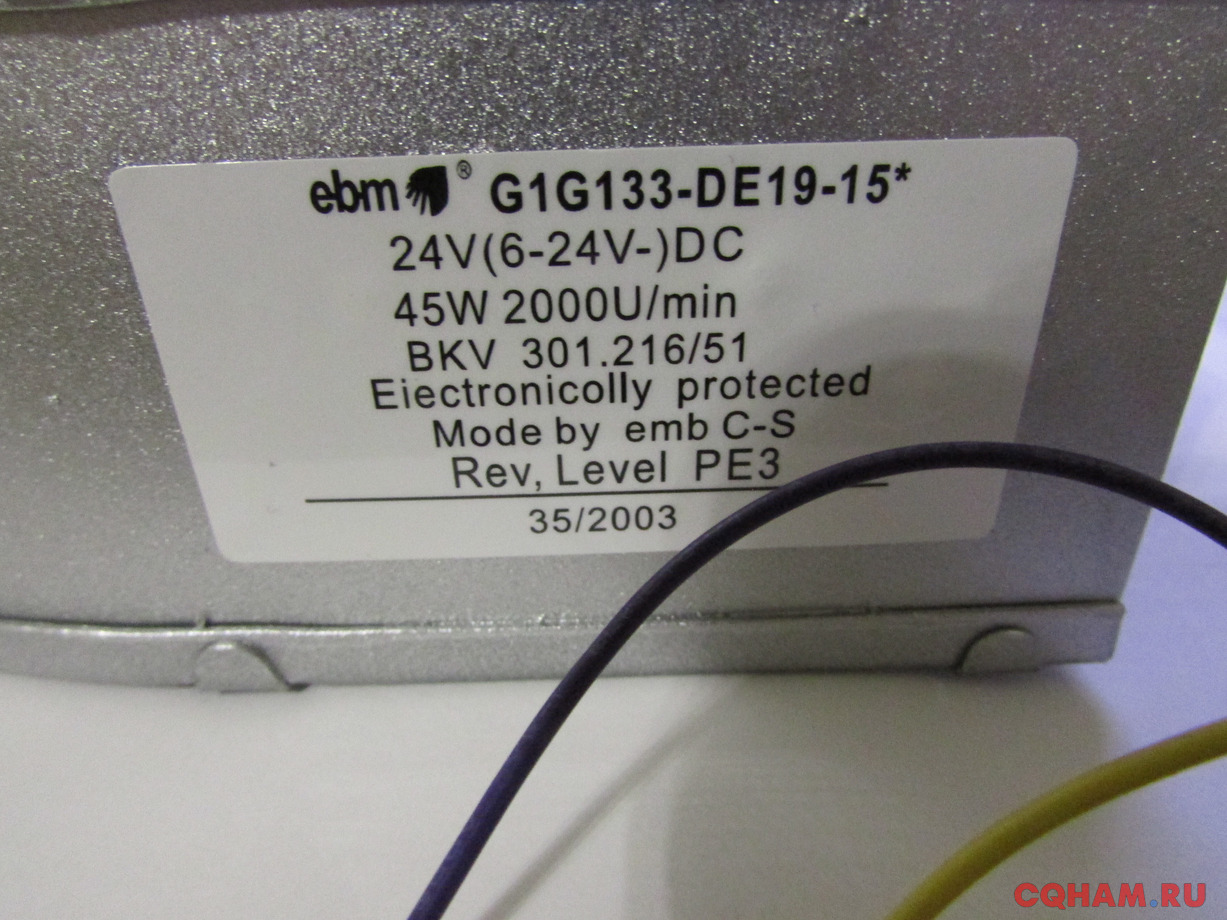 ebm ® G1G133-DE19-15*
24V(6-24V-)DC
45W 2000U/min
BKV 301.216/51
Eiectronicolly protected
Mode by emb C-S
Rev, Level PE3
35/2003
CQHAM.RU